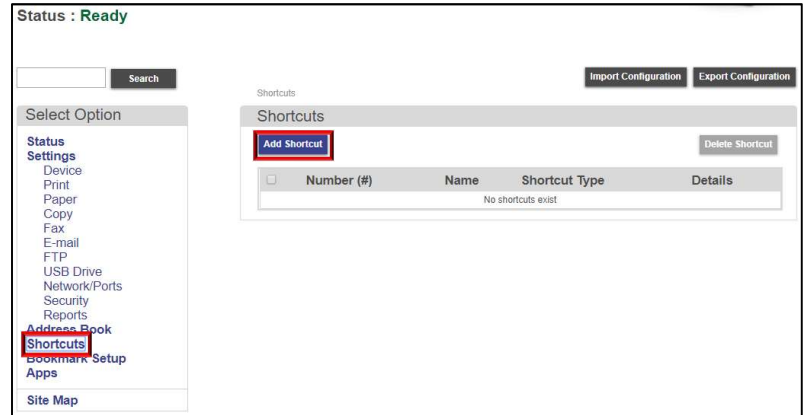 Status : Ready
Search
Import Configuration Export Configuration
Shortcuts
Select Option
Shortcuts
Status
Settings
Device
Print
Paper
Copy
Fax
E-mail
FTP
USB Drive
Network/Ports
Security
Reports
Address Book
Shortcuts
Bookmark Setup
Apps
Site Map
Add Shortcut Delete Shortcut
Number (#) Name Shortcut Type Details
No shortcuts exist